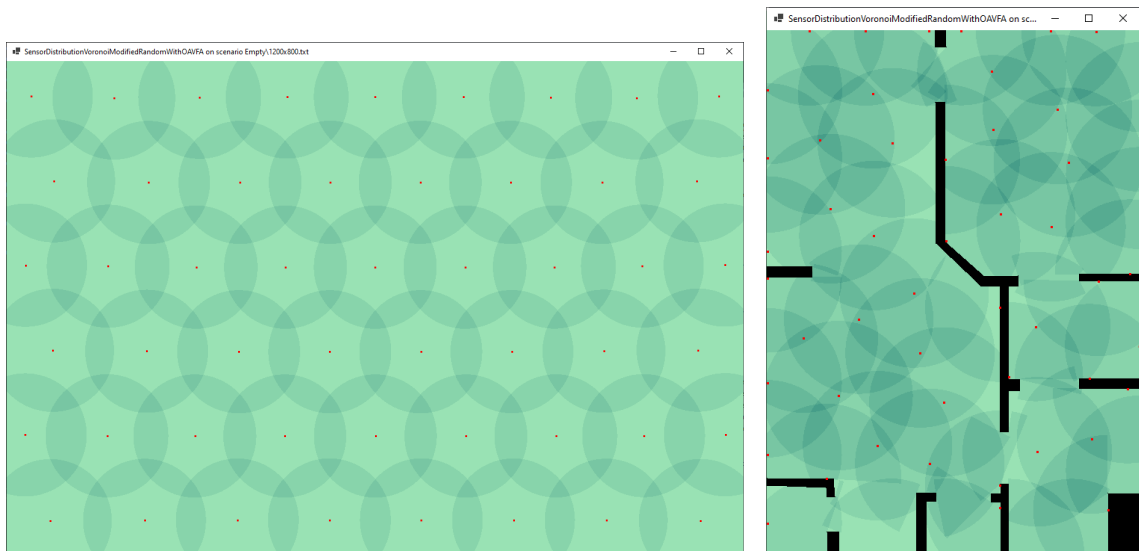 SensorDistributionVoronoiModifiedRandomWithOAVFA on scenario Empty\1200x800.txt
SensorDistributionVoronoiModifiedRandomWithOAVFA on sc...